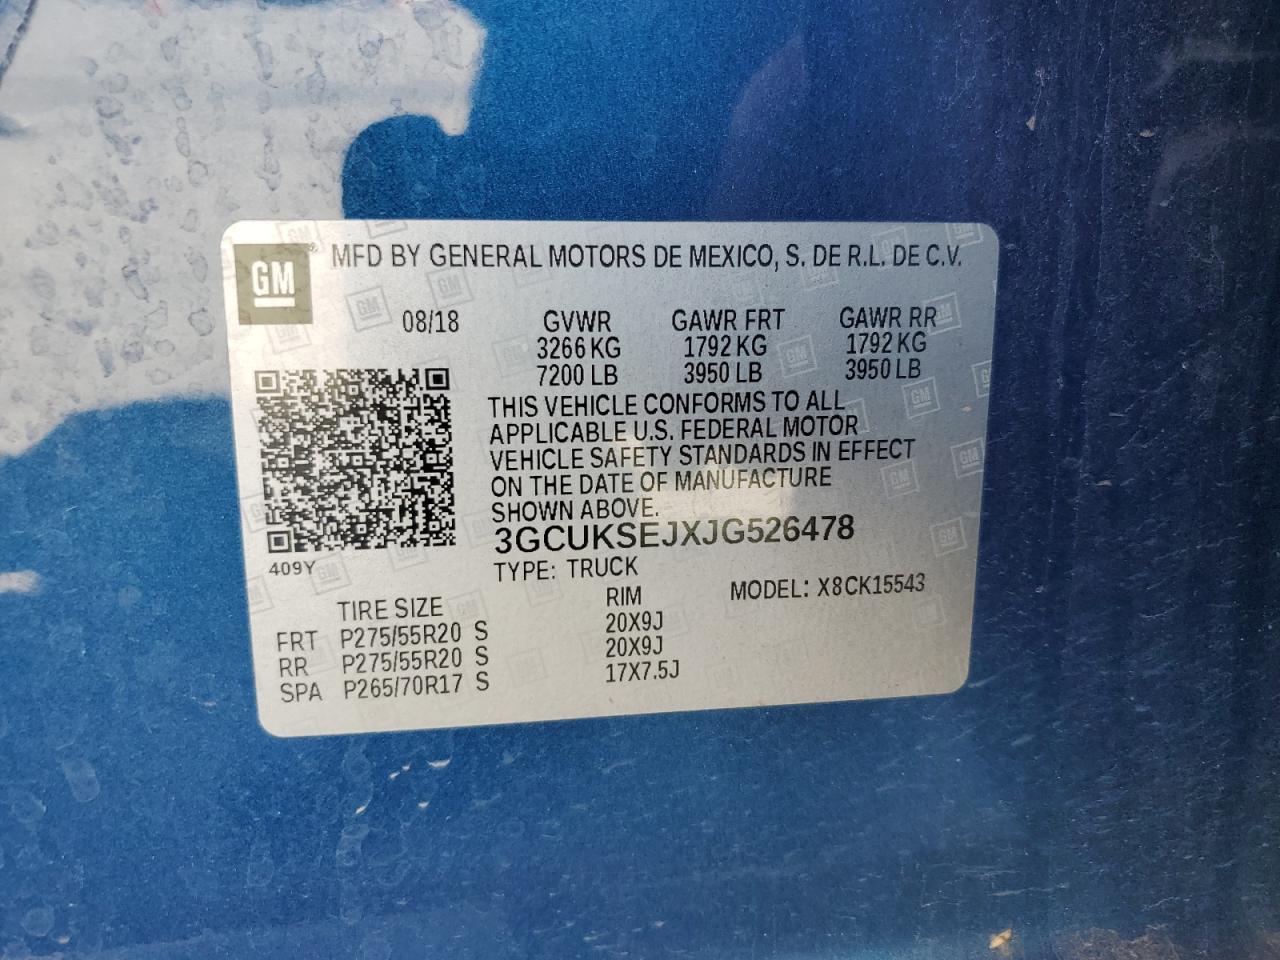 GM® MFD BY GENERAL MOTORS DE MEXICO, S. DE R.L. DE C.V.
08/18 GVWR GAWR FRT GAWR RR
3266 KG 1792 KG 1792 KG
7200 LB 3950 LB 3950 LB
THIS VEHICLE CONFORMS TO ALL
APPLICABLE U.S. FEDERAL MOTOR
VEHICLE SAFETY STANDARDS IN EFFECT
ON THE DATE OF MANUFACTURE
SHOWN ABOVE.
3GCUKSEJXJG526478
409Y
TYPE: TRUCK
MODEL: X8CK15543
TIRE SIZE RIM
FRT P275/55R20 S 20X9J
RR P275/55R20 S 20X9J
SPA P265/70R17 S 17X7.5J